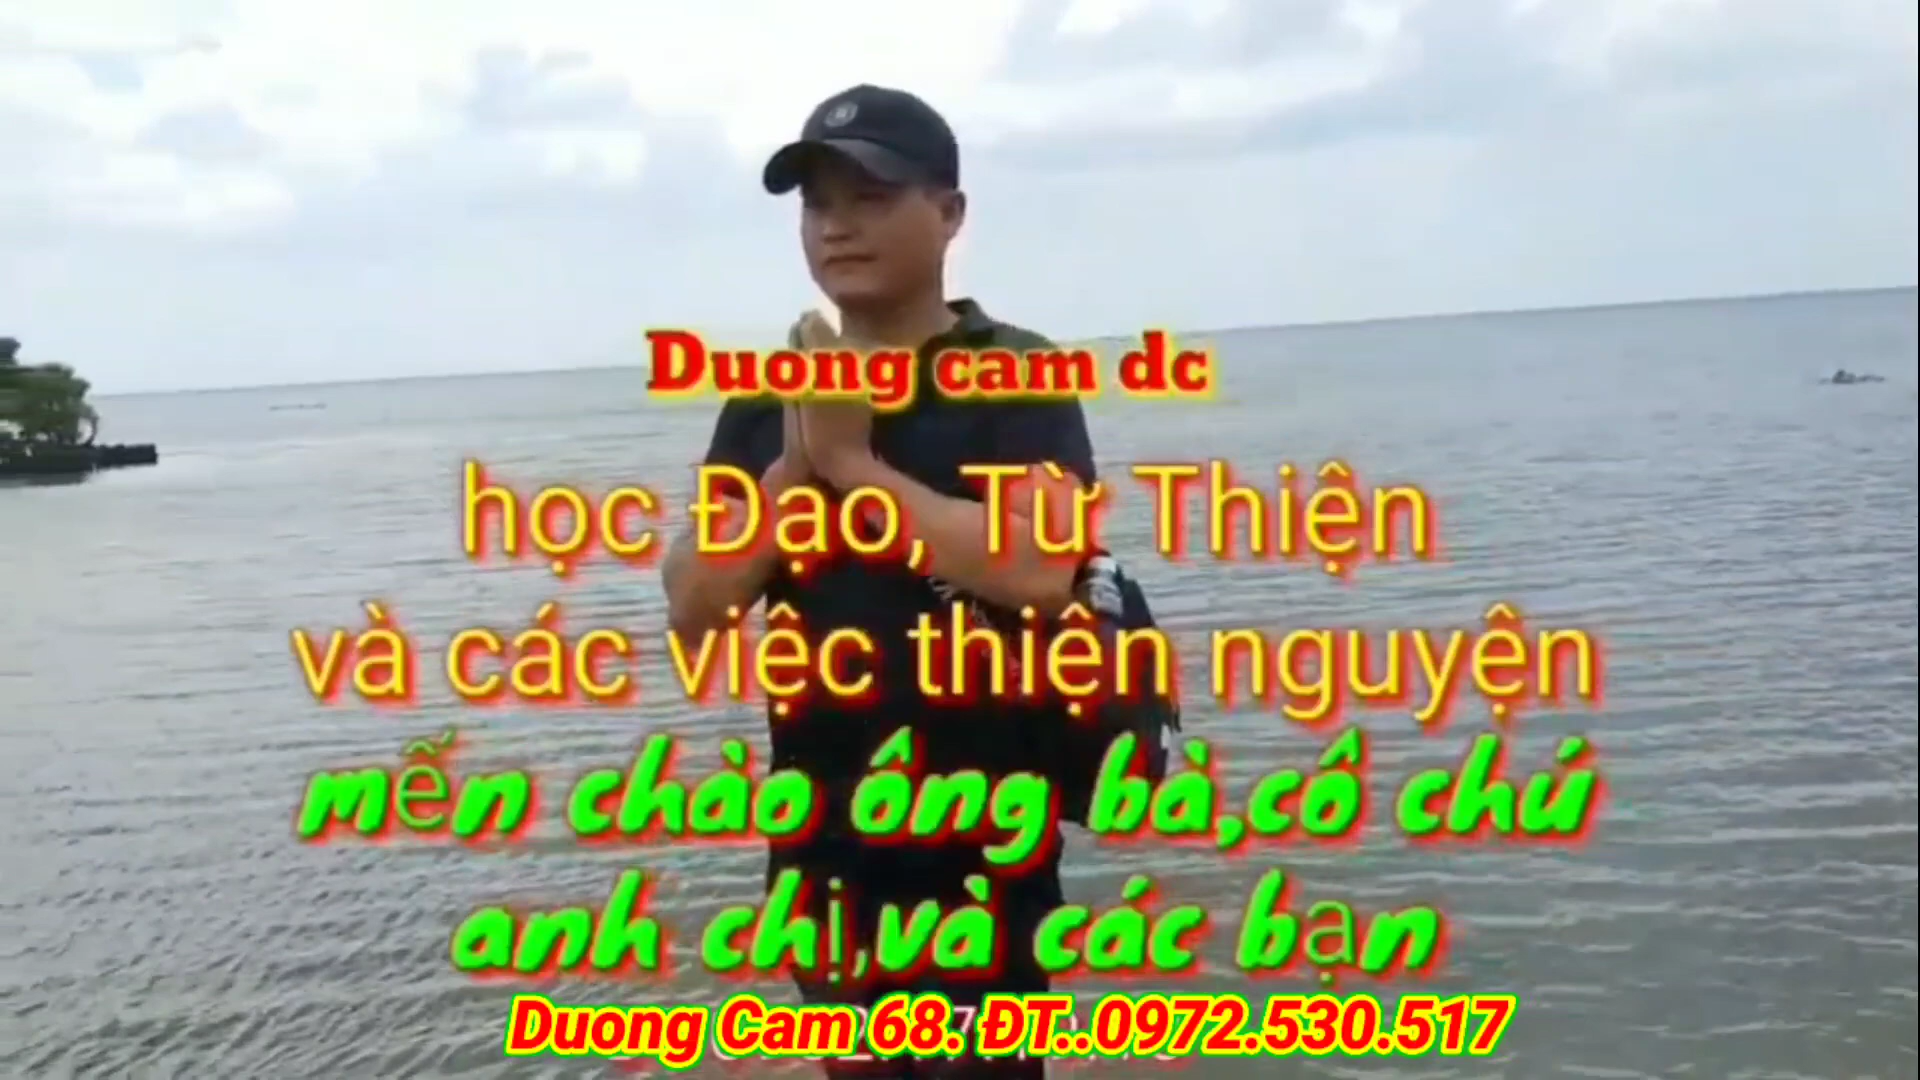 Duong cam dc
học Đạo, Từ Thiện
và các việc thiện nguyện
mến chào ông bà,cô chú
anh chị,và các bạn
Duong Cam 68. ĐT..0972.530.517